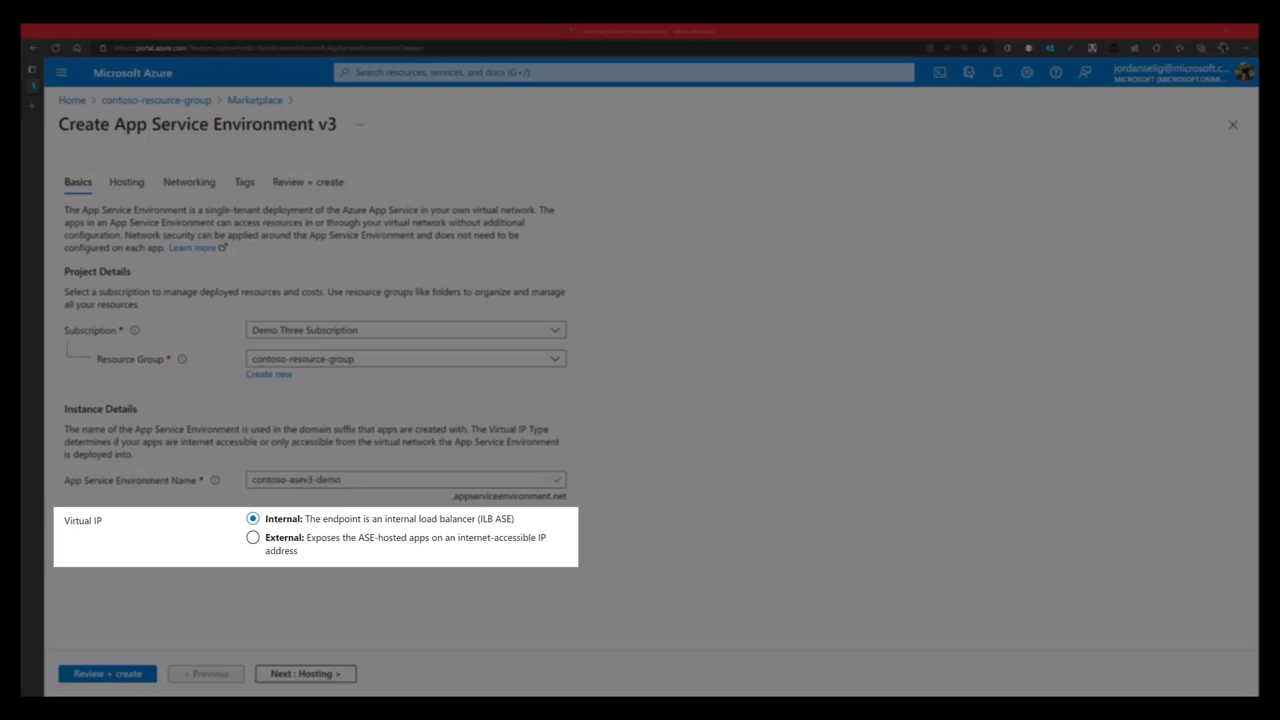 Microsoft Azure
Search resources, services, and docs (G+/)
jordanselig@microsoft.c...
MICROSOFT (MICROSOFT.ONMI...
Home > contoso-resource-group > Marketplace >
Create App Service Environment v3 ...
Basics Hosting Networking Tags Review + create
The App Service Environment is a single-tenant deployment of the Azure App Service in your own virtual network. The
apps in an App Service Environment can access resources in or through your virtual network without additional
configuration. Network security can be applied around the App Service Environment and does not need to be
configured on each app. Learn more
Project Details
Select a subscription to manage deployed resources and costs. Use resource groups like folders to organize and manage
all your resources.
Subscription * Demo Three Subscription
Resource Group * contoso-resource-group
Create new
Instance Details
The name of the App Service Environment is used in the domain suffix that apps are created with. The Virtual IP Type
determines if your apps are internet accessible or only accessible from the virtual network the App Service Environment
is deployed into.
App Service Environment Name * contoso-asev3-demo
.appserviceenvironment.net
Virtual IP Internal: The endpoint is an internal load balancer (ILB ASE)
External: Exposes the ASE-hosted apps on an internet-accessible IP
address
Review + create < Previous Next : Hosting >